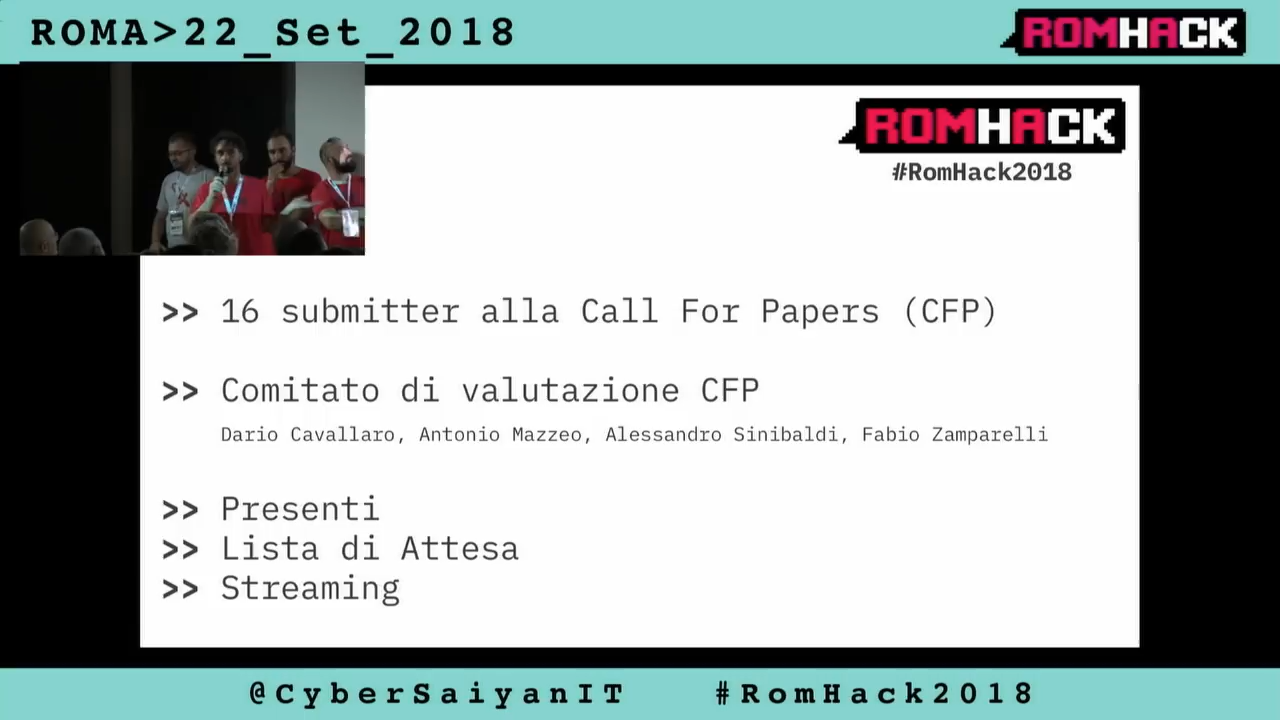 ROMA>22_Set_2018
ROMHACK
ROMHACK
#RomHack2018
>> 16 submitter alla Call For Papers (CFP)
>> Comitato di valutazione CFP
Dario Cavallaro, Antonio Mazzeo, Alessandro Sinibaldi, Fabio Zamparelli
>> Presenti
>> Lista di Attesa
>> Streaming
@CyberSaiyanIT #RomHack2018